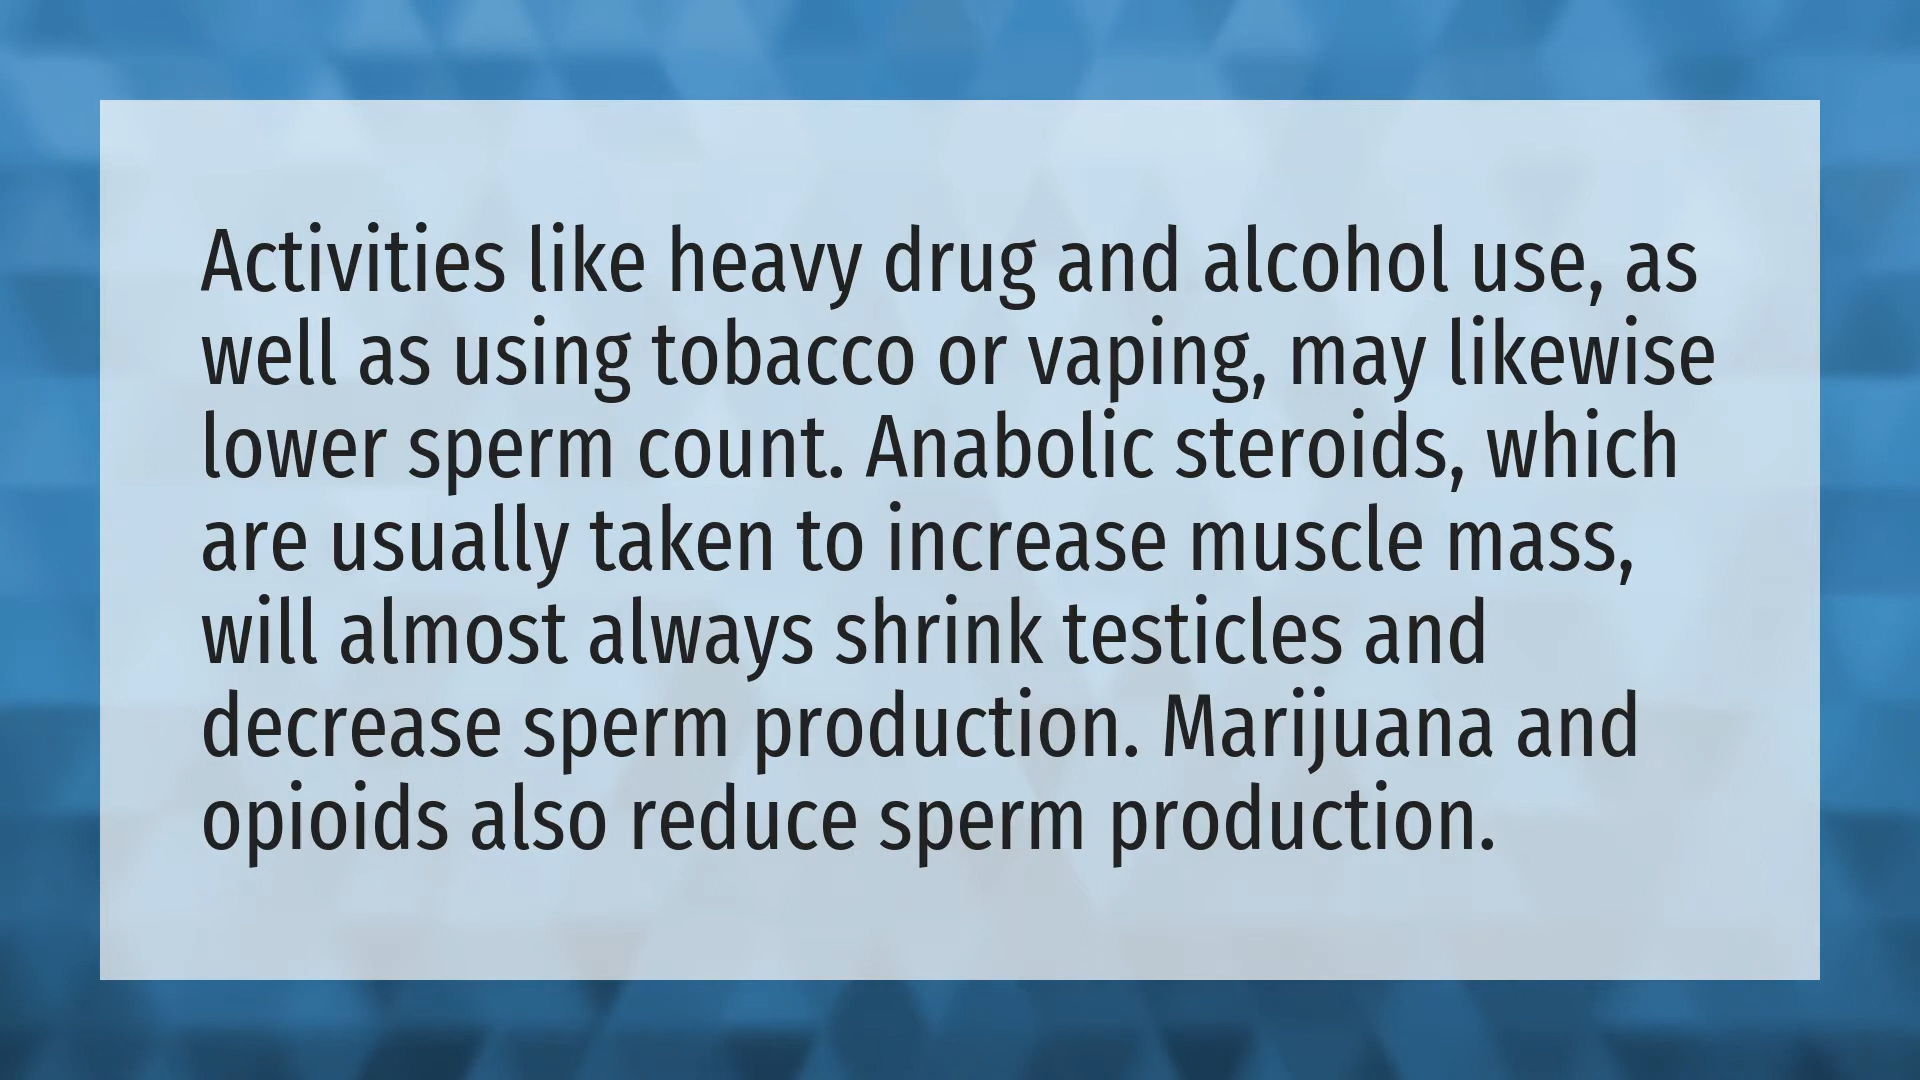 Activities like heavy drug and alcohol use, as
well as using tobacco or vaping, may likewise
lower sperm count. Anabolic steroids, which
are usually taken to increase muscle mass,
will almost always shrink testicles and
decrease sperm production. Marijuana and
opioids also reduce sperm production.